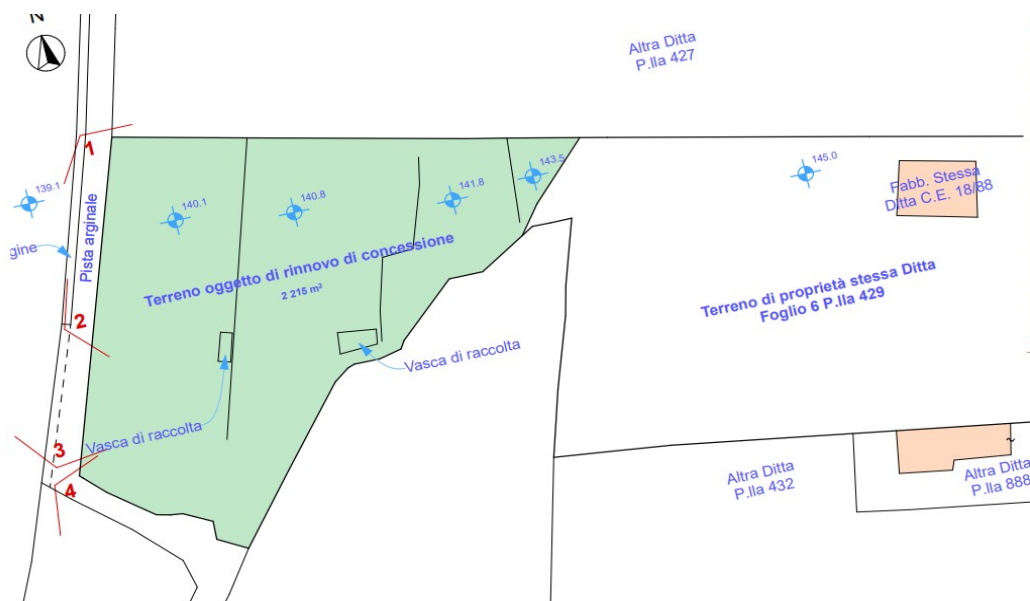 N
Altra Ditta
P.lla 427
1
139.1
140.1
140.8
141.8
143.5
145.0
Fabb. Stessa
Ditta C.E. 18/88
gine
Pista arginale
Terreno oggetto di rinnovo di concessione
2 215 m²
Terreno di proprietà stessa Ditta
Foglio 6 P.lla 429
2
Vasca di raccolta
Vasca di raccolta
3
4
Altra Ditta
P.lla 432
Altra Ditta
P.lla 888
~